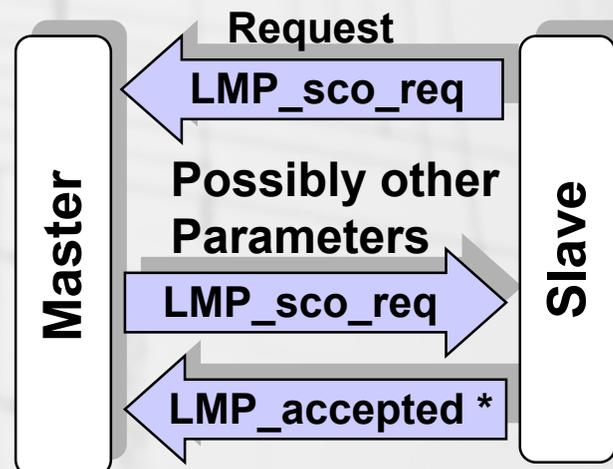 Request
LMP_sco_req
Possibly other
Parameters
LMP_sco_req
LMP_accepted *
Master
Slave